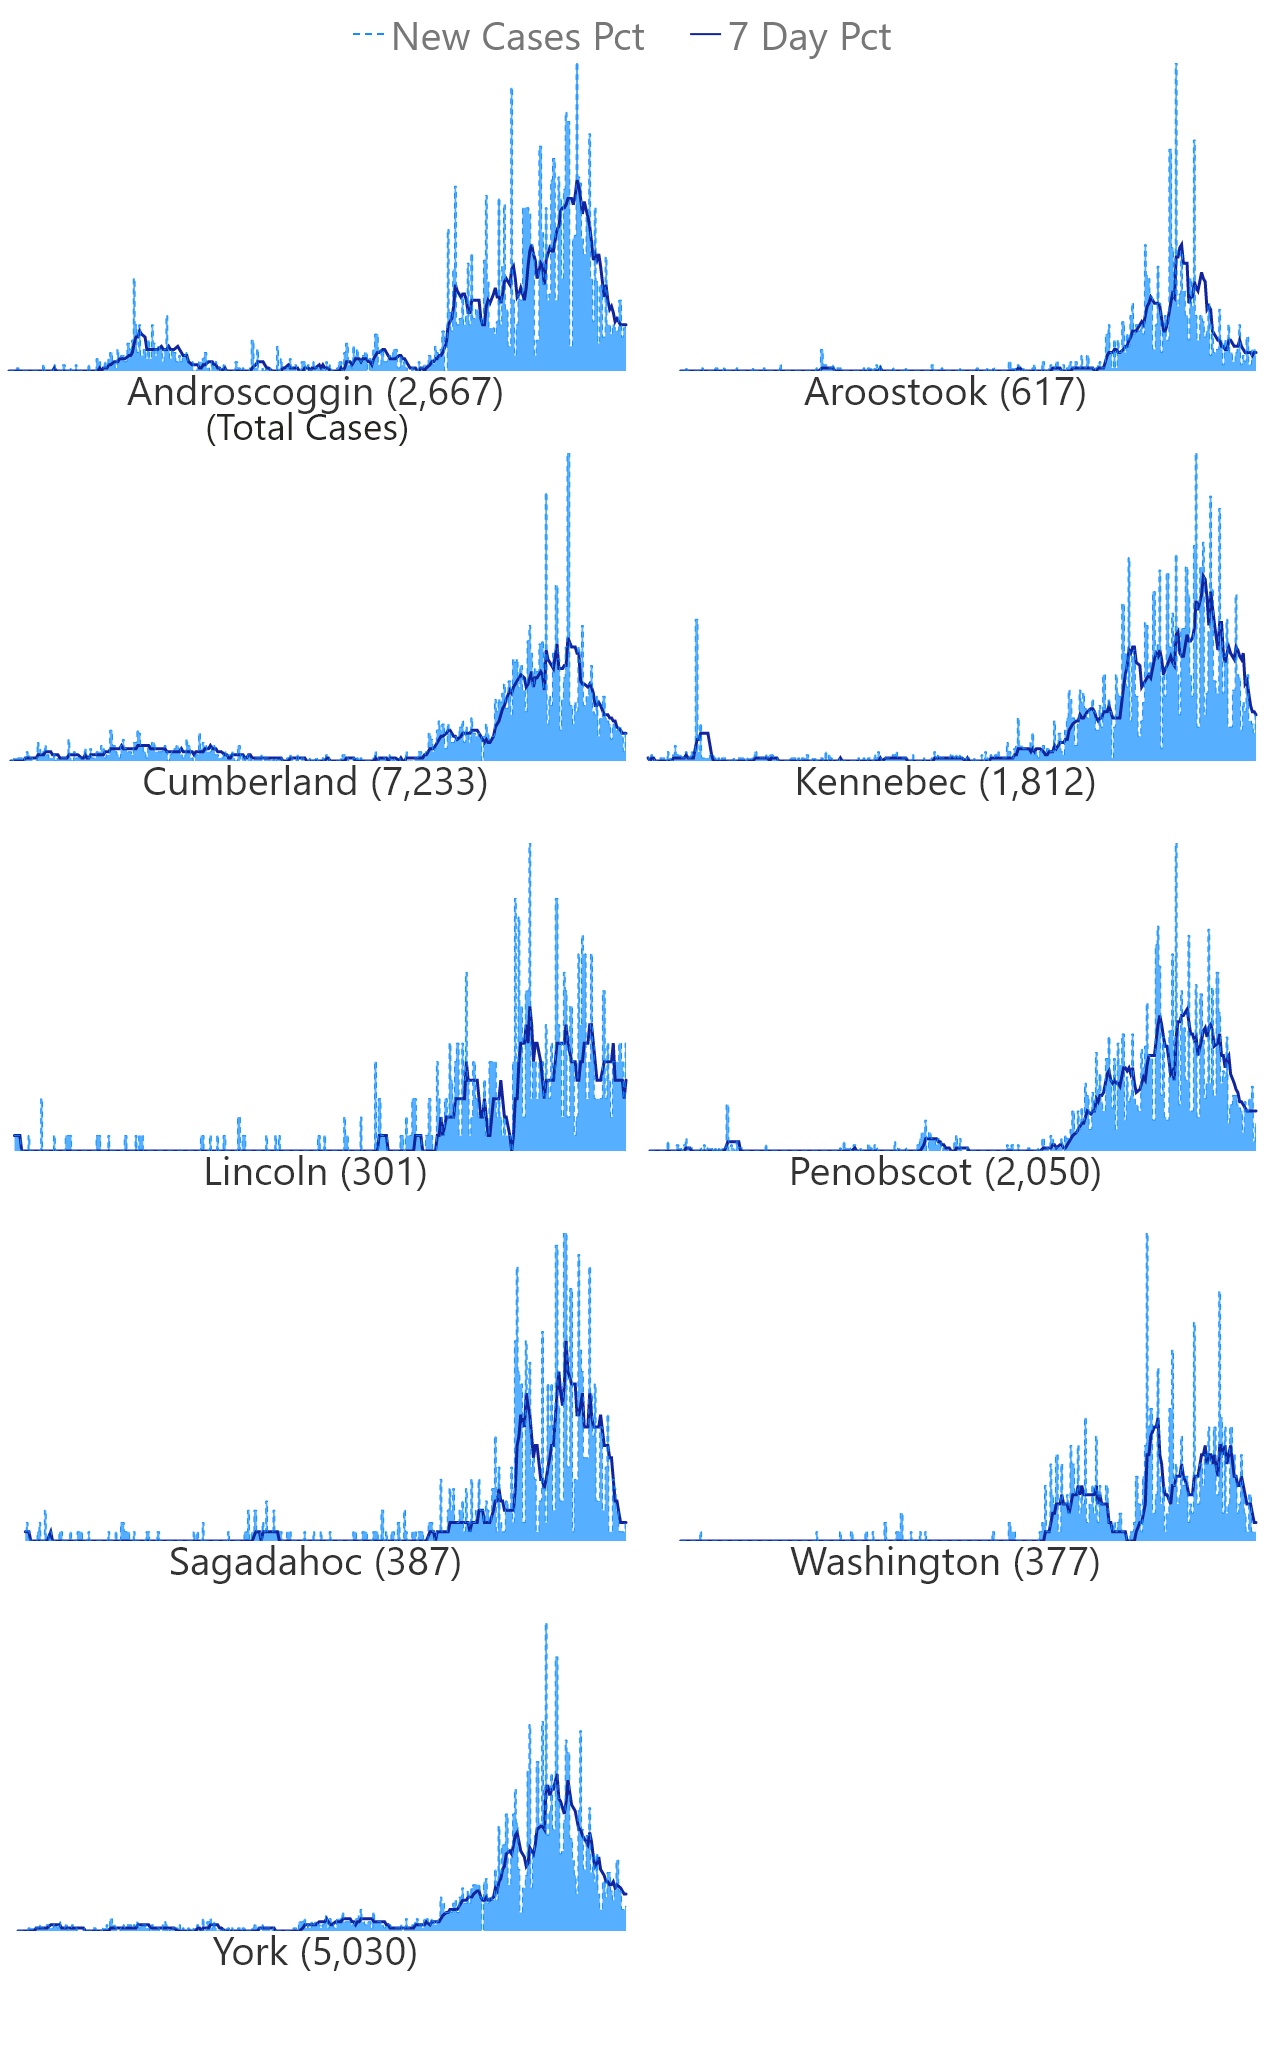 New Cases Pct 7 Day Pct
Androscoggin (2,667) Aroostook (617)
(Total Cases)
Cumberland (7,233) Kennebec (1,812)
Lincoln (301) Penobscot (2,050)
Sagadahoc (387) Washington (377)
York (5,030)